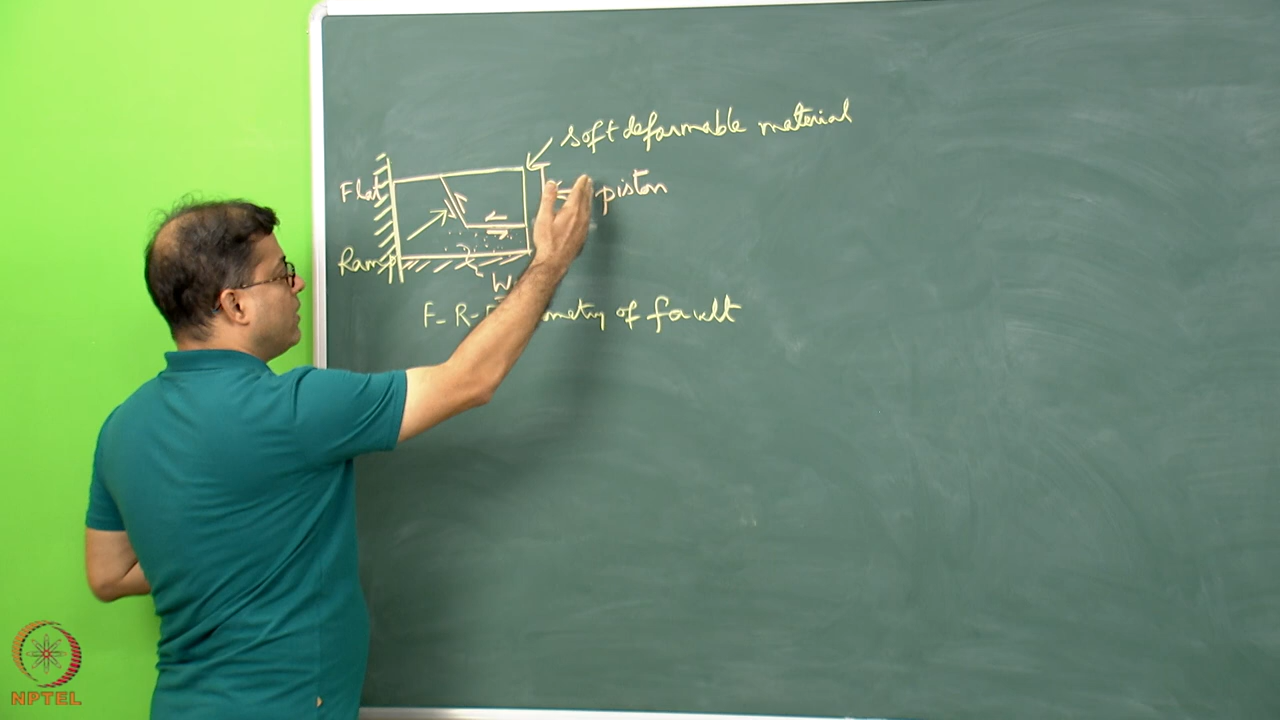 soft deformable material
Flat
piston
Ramp
W
F-R-F geometry of fault
NPTEL